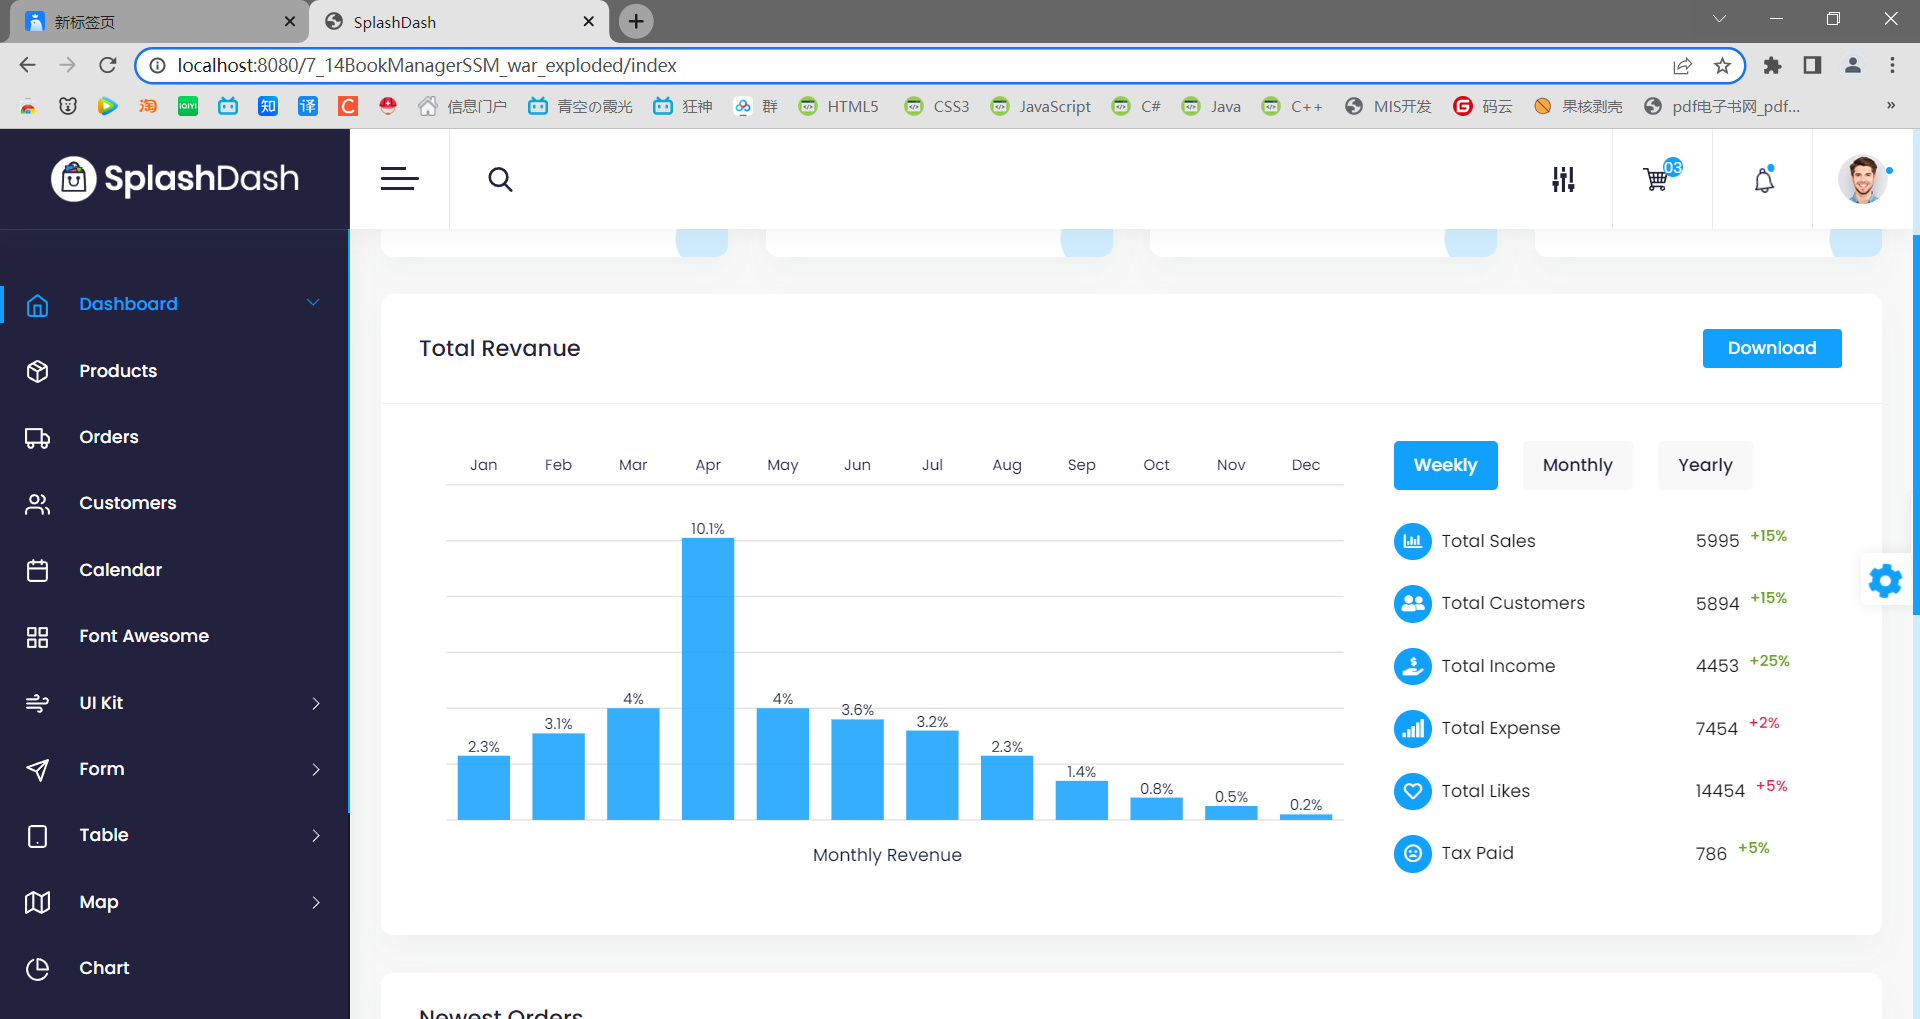 新标签页
SplashDash
localhost:8080/7_14BookManagerSSM_war_exploded/index
淘 iQIYI 知 译 C 信息门户 青空の霞光 狂神 群 HTML5 CSS3 JavaScript C# Java C++ MIS开发 G 码云 果核剥壳 pdf电子书网_pdf... »
SplashDash
03
Dashboard
Products
Orders
Customers
Calendar
Font Awesome
UI Kit
Form
Table
Map
Chart
Total Revanue
Download
Jan Feb Mar Apr May Jun Jul Aug Sep Oct Nov Dec
2.3% 3.1% 4% 10.1% 4% 3.6% 3.2% 2.3% 1.4% 0.8% 0.5% 0.2%
Monthly Revenue
Weekly Monthly Yearly
Total Sales 5995 +15%
Total Customers 5894 +15%
Total Income 4453 +25%
Total Expense 7454 +2%
Total Likes 14454 +5%
Tax Paid 786 +5%
Newest Orders